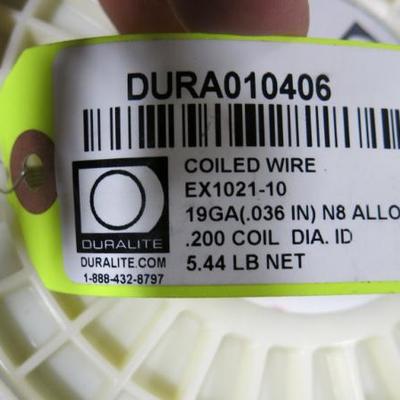 DURA010406
COILED WIRE
EX1021-10
19GA(.036 IN) N8 ALLO
.200 COIL DIA. ID
5.44 LB NET
DURALITE
DURALITE.COM
1-888-432-8797